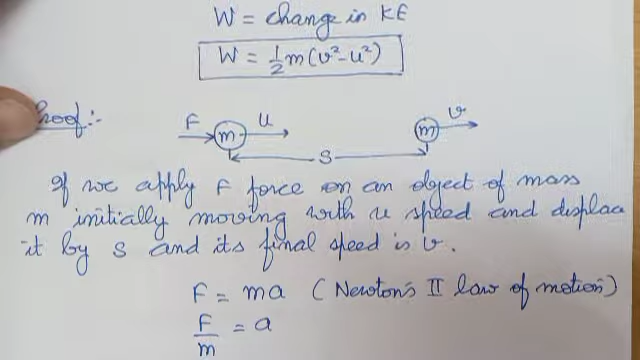 W = change in KE
W = 1/2 m (v² - u²)
Proof:-
F m u m v
S
If we apply F force on an object of mass
m initially moving with u speed and displace
it by S and its final speed is v.
F = ma (Newton's II law of motion)
F/m = a